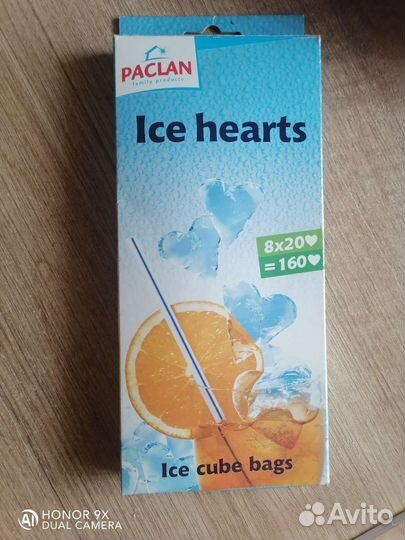 PACLAN
family products
Ice hearts
8x20♥
=160♥
Ice cube bags
HONOR 9X
DUAL CAMERA
Avito